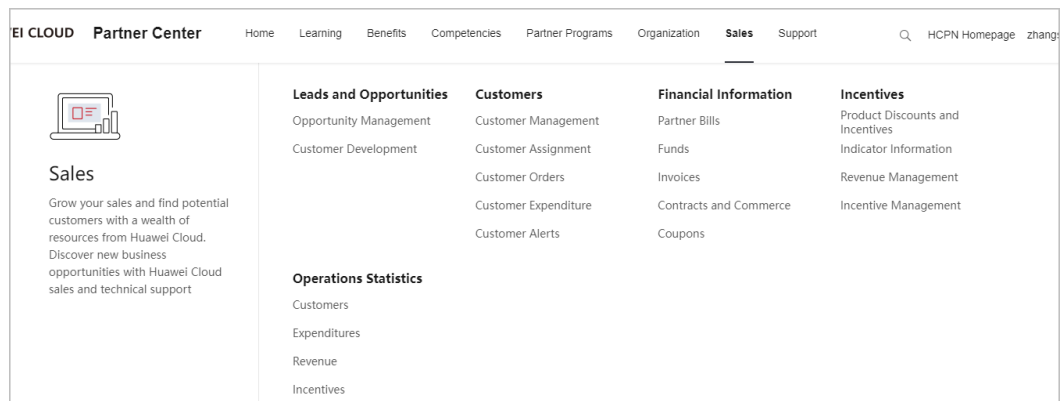 EI CLOUD Partner Center Home Learning Benefits Competencies Partner Programs Organization Sales Support HCPN Homepage zhangs
Sales
Grow your sales and find potential
customers with a wealth of
resources from Huawei Cloud.
Discover new business
opportunities with Huawei Cloud
sales and technical support
Leads and Opportunities
Opportunity Management
Customer Development
Customers
Customer Management
Customer Assignment
Customer Orders
Customer Expenditure
Customer Alerts
Financial Information
Partner Bills
Funds
Invoices
Contracts and Commerce
Coupons
Incentives
Product Discounts and
Incentives
Indicator Information
Revenue Management
Incentive Management
Operations Statistics
Customers
Expenditures
Revenue
Incentives